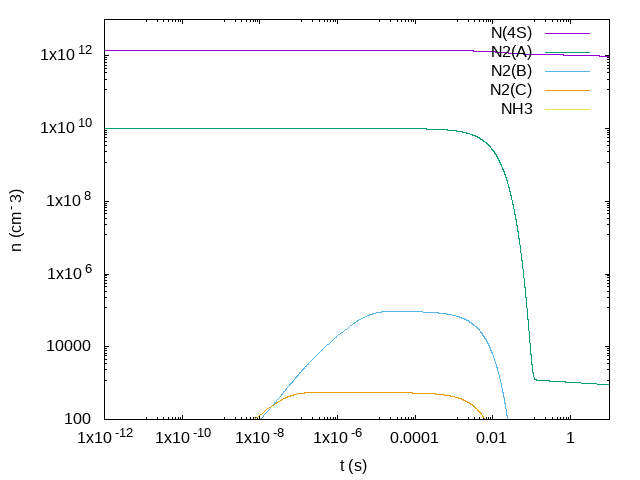 N(4S)
N2(A)
N2(B)
N2(C)
NH3
1x10^12
1x10^10
1x10^8
1x10^6
10000
100
n (cm^-3)
1x10^-12 1x10^-10 1x10^-8 1x10^-6 0.0001 0.01 1
t (s)